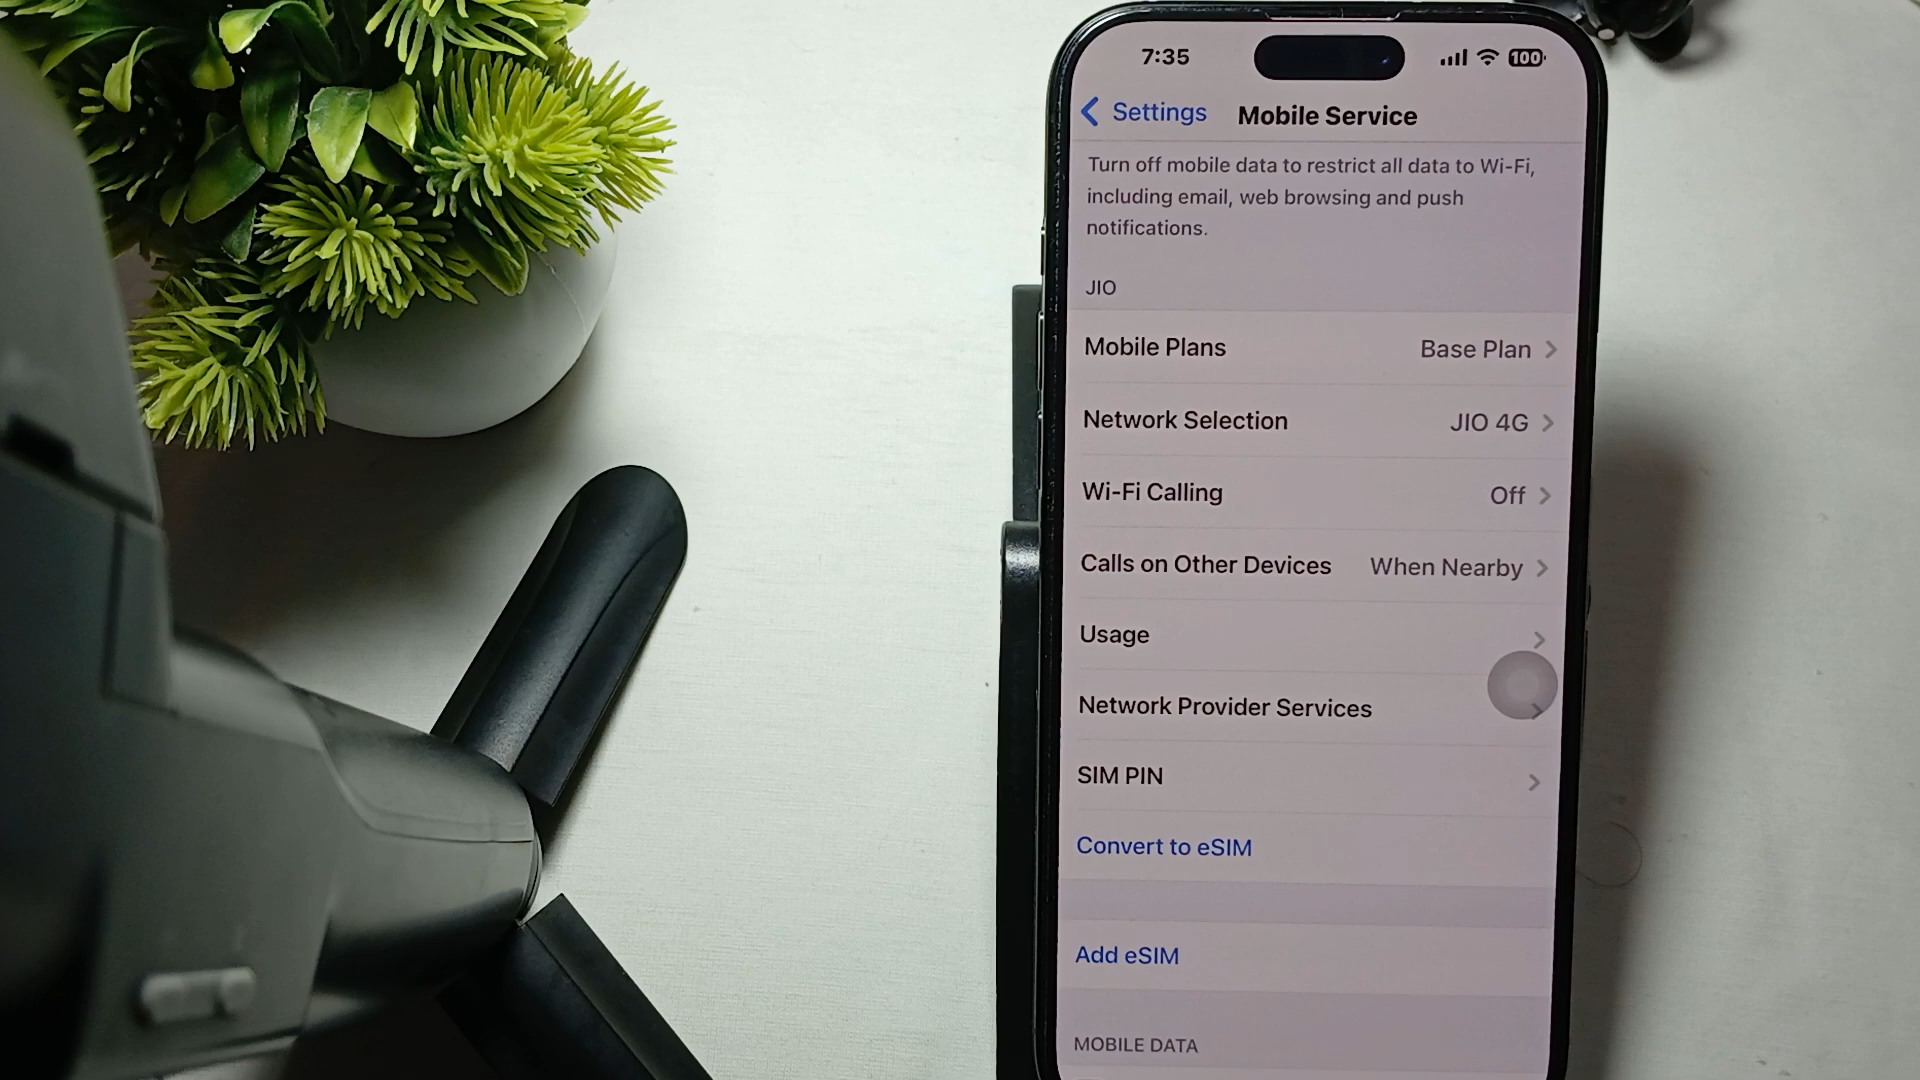 7:35
100
Settings
Mobile Service
Turn off mobile data to restrict all data to Wi-Fi,
including email, web browsing and push
notifications.
JIO
Mobile Plans Base Plan
Network Selection JIO 4G
Wi-Fi Calling Off
Calls on Other Devices When Nearby
Usage
Network Provider Services
SIM PIN
Convert to eSIM
Add eSIM
MOBILE DATA